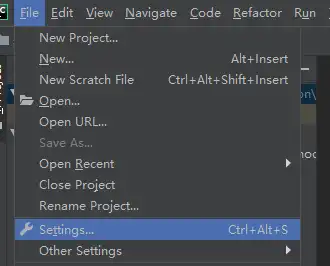 C File Edit View Navigate Code Refactor Run
New Project...
New... Alt+Insert
New Scratch File Ctrl+Alt+Shift+Insert
Open...
Open URL...
Save As...
Open Recent
Close Project
Rename Project...
Settings... Ctrl+Alt+S
Other Settings